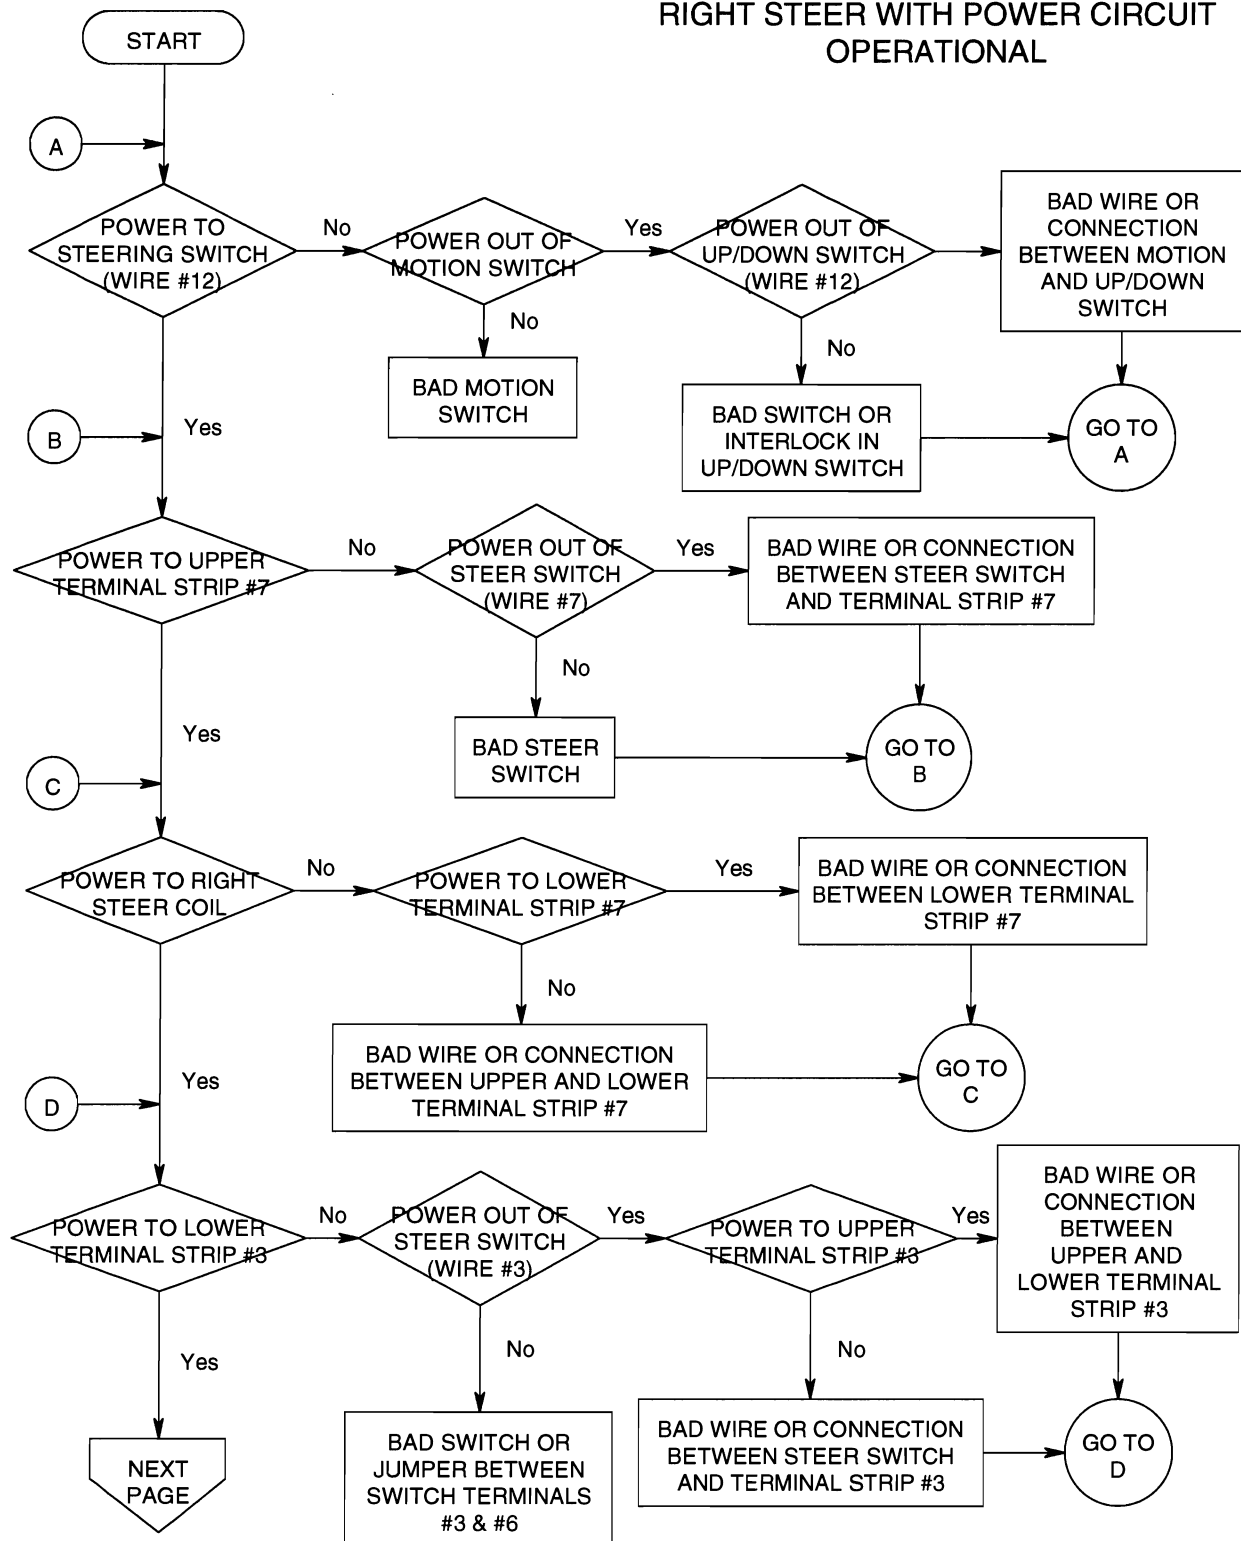 RIGHT STEER WITH POWER CIRCUIT
OPERATIONAL
START
A
POWER TO
STEERING SWITCH
(WIRE #12)
No
POWER OUT OF
MOTION SWITCH
Yes
POWER OUT OF
UP/DOWN SWITCH
(WIRE #12)
BAD WIRE OR
CONNECTION
BETWEEN MOTION
AND UP/DOWN
SWITCH
No
BAD MOTION
SWITCH
No
BAD SWITCH OR
INTERLOCK IN
UP/DOWN SWITCH
GO TO
A
Yes
B
POWER TO UPPER
TERMINAL STRIP #7
No
POWER OUT OF
STEER SWITCH
(WIRE #7)
Yes
BAD WIRE OR CONNECTION
BETWEEN STEER SWITCH
AND TERMINAL STRIP #7
No
BAD STEER
SWITCH
GO TO
B
Yes
C
POWER TO RIGHT
STEER COIL
No
POWER TO LOWER
TERMINAL STRIP #7
Yes
BAD WIRE OR CONNECTION
BETWEEN LOWER TERMINAL
STRIP #7
No
BAD WIRE OR CONNECTION
BETWEEN UPPER AND LOWER
TERMINAL STRIP #7
GO TO
C
Yes
D
POWER TO LOWER
TERMINAL STRIP #3
No
POWER OUT OF
STEER SWITCH
(WIRE #3)
Yes
POWER TO UPPER
TERMINAL STRIP #3
Yes
BAD WIRE OR
CONNECTION
BETWEEN
UPPER AND
LOWER TERMINAL
STRIP #3
Yes
No
No
NEXT
PAGE
BAD SWITCH OR
JUMPER BETWEEN
SWITCH TERMINALS
#3 & #6
BAD WIRE OR CONNECTION
BETWEEN STEER SWITCH
AND TERMINAL STRIP #3
GO TO
D